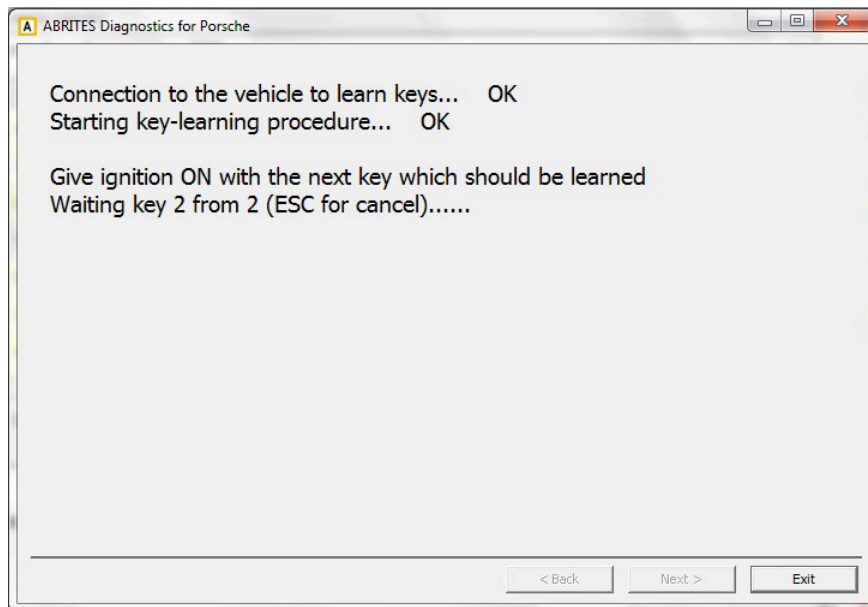 A ABRITES Diagnostics for Porsche
Connection to the vehicle to learn keys... OK
Starting key-learning procedure... OK
Give ignition ON with the next key which should be learned
Waiting key 2 from 2 (ESC for cancel)......
< Back Next > Exit